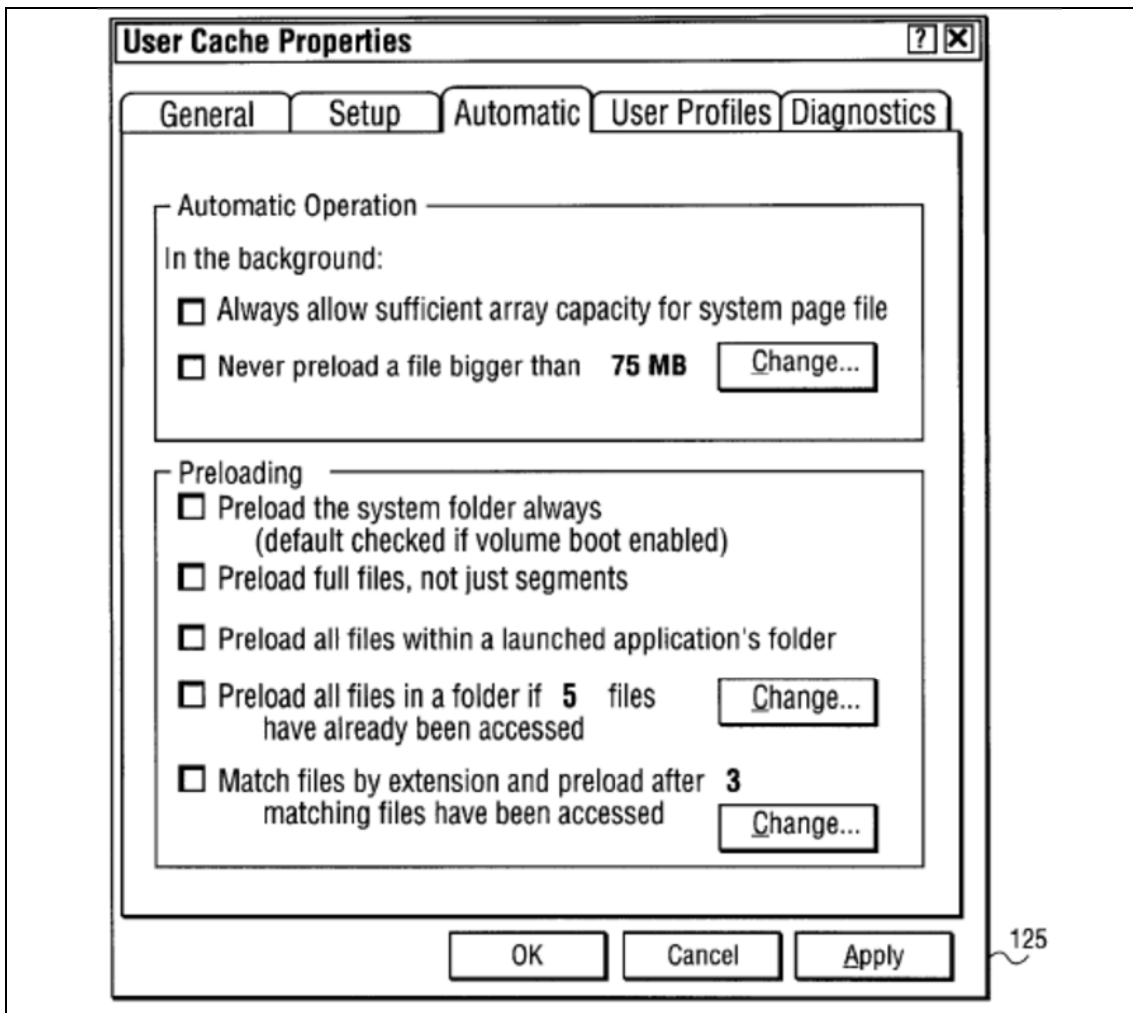 User Cache Properties ?
General Setup Automatic User Profiles Diagnostics
Automatic Operation
In the background:
Always allow sufficient array capacity for system page file
Never preload a file bigger than 75 MB Change...
Preloading
Preload the system folder always
(default checked if volume boot enabled)
Preload full files, not just segments
Preload all files within a launched application's folder
Preload all files in a folder if 5 files Change...
have already been accessed
Match files by extension and preload after 3
matching files have been accessed Change...
OK Cancel Apply 125